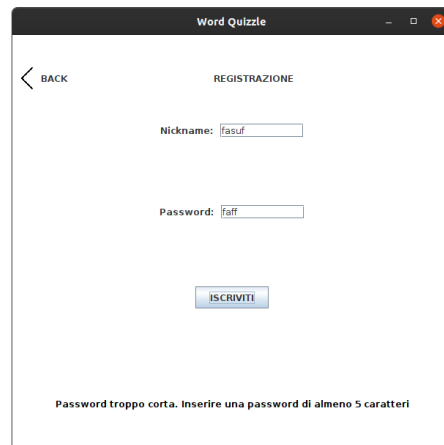 Word Quizzle
BACK
REGISTRAZIONE
Nickname: fasuf
Password: faff
ISCRIVITI
Password troppo corta. Inserire una password di almeno 5 caratteri